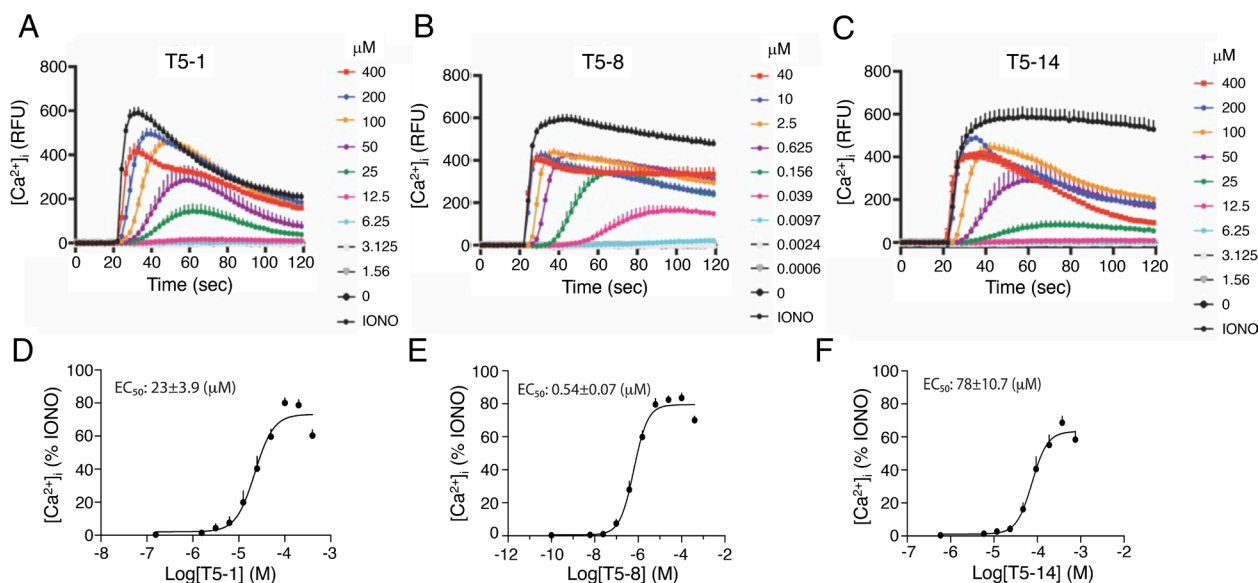 A
T5-1
[Ca²⁺]ᵢ (RFU)
800
600
400
200
0
0 20 40 60 80 100 120
Time (sec)
μM
400
200
100
50
25
12.5
6.25
3.125
1.56
0
IONO
B
T5-8
[Ca²⁺]ᵢ (RFU)
800
600
400
200
0
0 20 40 60 80 100 120
Time (sec)
μM
40
10
2.5
0.625
0.156
0.039
0.0097
0.0024
0.0006
0
IONO
C
T5-14
[Ca²⁺]ᵢ (RFU)
800
600
400
200
0
0 20 40 60 80 100 120
Time (sec)
μM
400
200
100
50
25
12.5
6.25
3.125
1.56
0
IONO
D
EC₅₀: 23±3.9 (μM)
[Ca²⁺]ᵢ (% IONO)
100
80
60
40
20
0
-8 -7 -6 -5 -4 -3
Log[T5-1] (M)
E
EC₅₀: 0.54±0.07 (μM)
[Ca²⁺]ᵢ (% IONO)
100
80
60
40
20
0
-12 -10 -8 -6 -4 -2
Log[T5-8] (M)
F
EC₅₀: 78±10.7 (μM)
[Ca²⁺]ᵢ (% IONO)
100
80
60
40
20
0
-7 -6 -5 -4 -3 -2
Log[T5-14] (M)